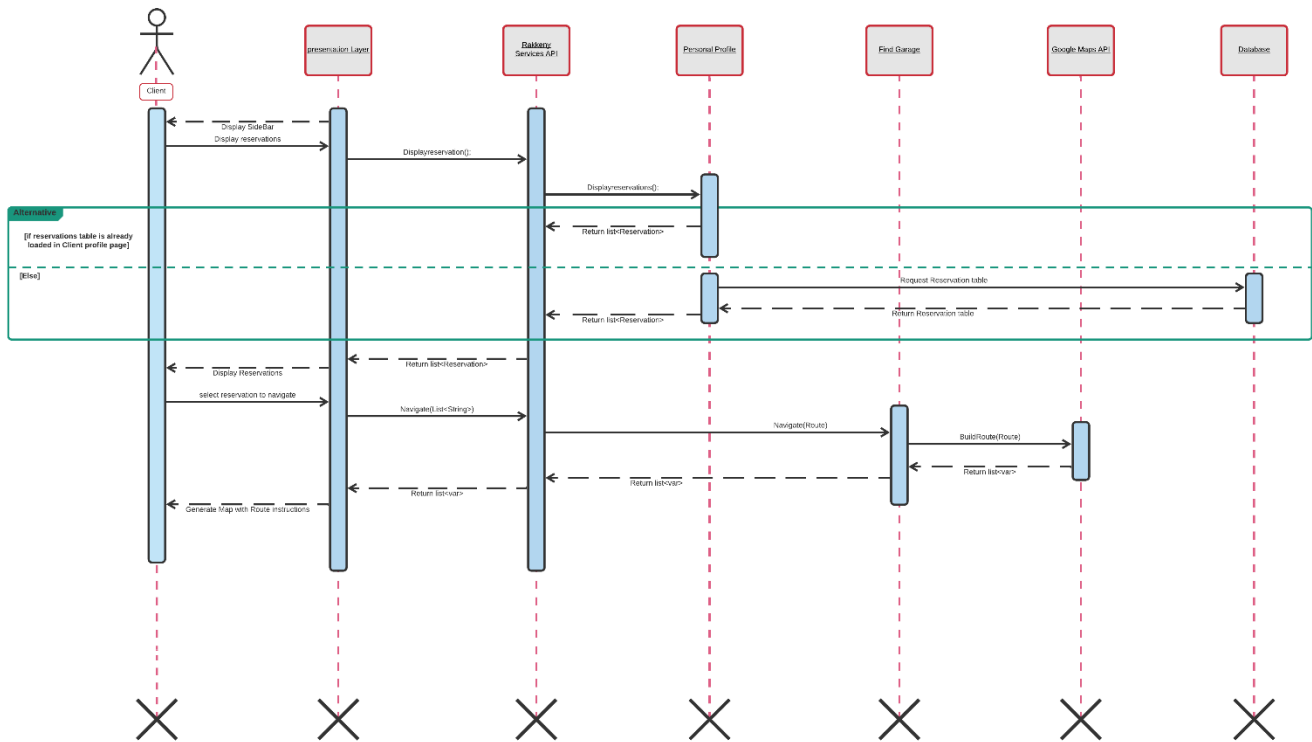 presentation Layer
Rakkeny
Services API
Personal Profile
Find Garage
Google Maps API
Database
Client
Display SideBar
Display reservations
Displayreservation();
Displayreservations();
Alternative
[if reservations table is already
loaded in Client profile page]
Return list<Reservation>
[Else]
Request Reservation table
Return Reservation table
Return list<Reservation>
Return list<Reservation>
Display Reservations
select reservation to navigate
Navigate(List<String>)
Navigate(Route)
BuildRoute(Route)
Return list<var>
Return list<var>
Return list<var>
Generate Map with Route instructions